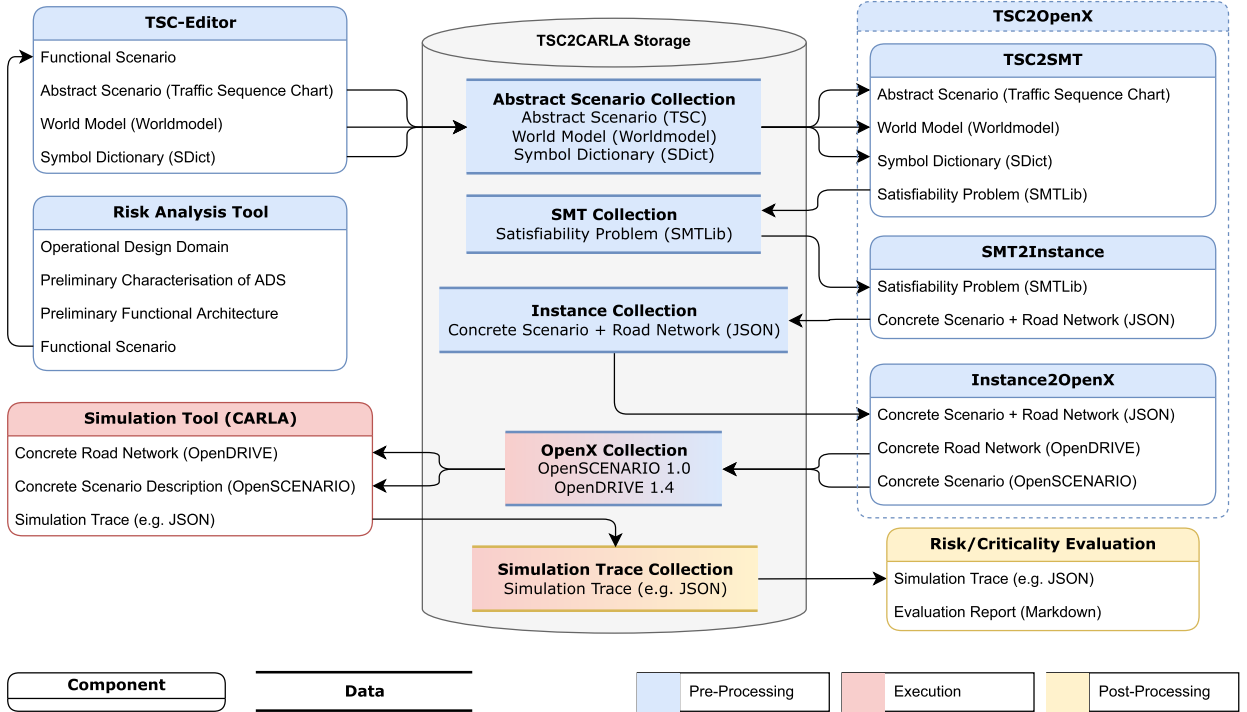 TSC-Editor
Functional Scenario
Abstract Scenario (Traffic Sequence Chart)
World Model (Worldmodel)
Symbol Dictionary (SDict)
Risk Analysis Tool
Operational Design Domain
Preliminary Characterisation of ADS
Preliminary Functional Architecture
Functional Scenario
Simulation Tool (CARLA)
Concrete Road Network (OpenDRIVE)
Concrete Scenario Description (OpenSCENARIO)
Simulation Trace (e.g. JSON)
TSC2CARLA Storage
Abstract Scenario Collection
Abstract Scenario (TSC)
World Model (Worldmodel)
Symbol Dictionary (SDict)
SMT Collection
Satisfiability Problem (SMTLib)
Instance Collection
Concrete Scenario + Road Network (JSON)
OpenX Collection
OpenSCENARIO 1.0
OpenDRIVE 1.4
Simulation Trace Collection
Simulation Trace (e.g. JSON)
TSC2OpenX
TSC2SMT
Abstract Scenario (Traffic Sequence Chart)
World Model (Worldmodel)
Symbol Dictionary (SDict)
Satisfiability Problem (SMTLib)
SMT2Instance
Satisfiability Problem (SMTLib)
Concrete Scenario + Road Network (JSON)
Instance2OpenX
Concrete Scenario + Road Network (JSON)
Concrete Road Network (OpenDRIVE)
Concrete Scenario (OpenSCENARIO)
Risk/Criticality Evaluation
Simulation Trace (e.g. JSON)
Evaluation Report (Markdown)
Component
Data
Pre-Processing
Execution
Post-Processing